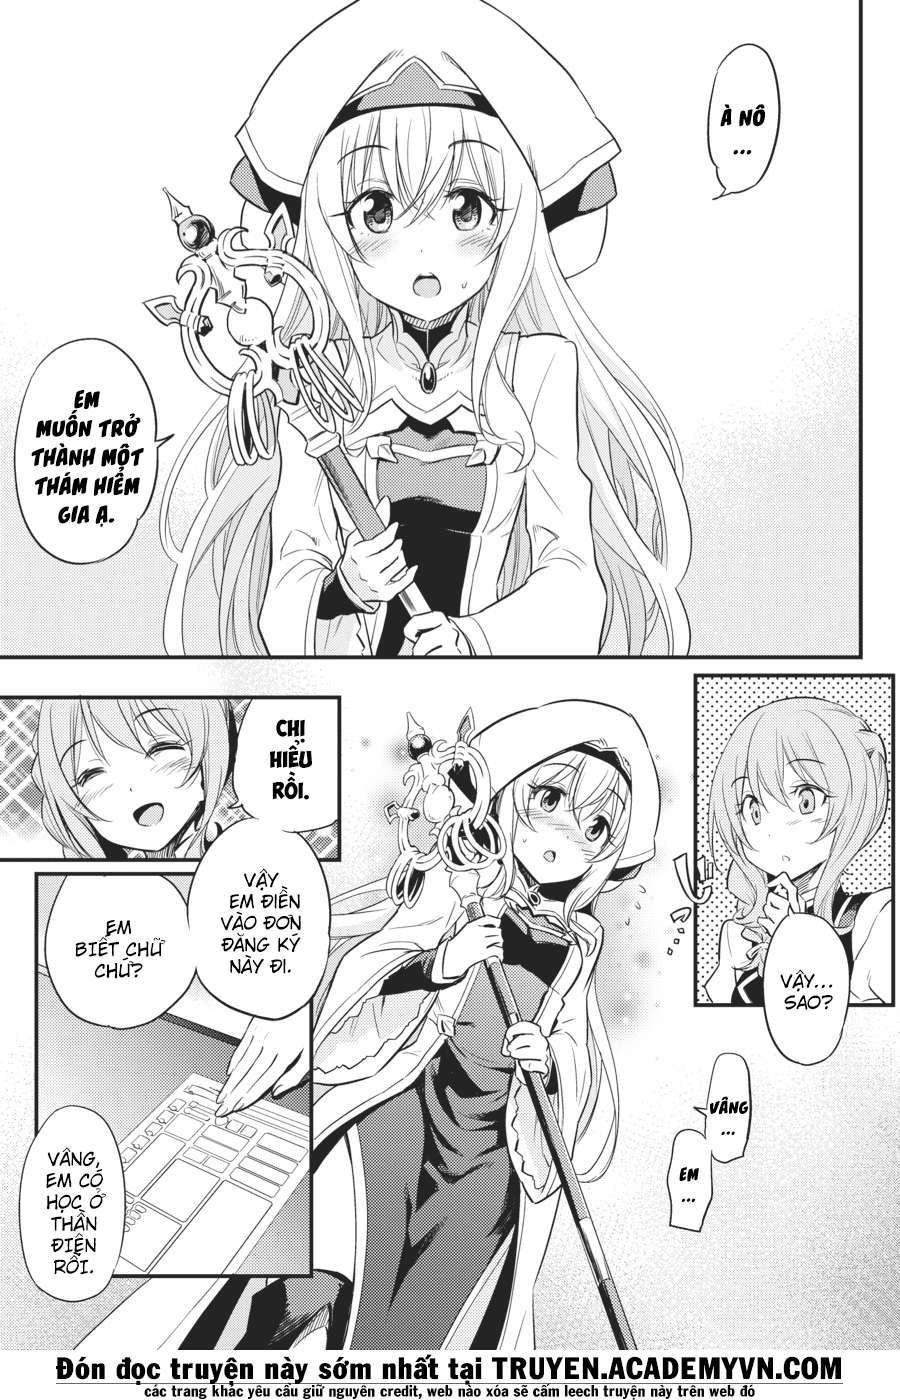 À NÔ
...
EM
MUỐN TRỞ
THÀNH MỘT
THÁM HIỂM
GIA Ạ.
VẬY...
SAO?
VÂNG
...
EM
...
CHỊ
HIỂU
RỒI.
VẬY
EM ĐIỀN
VÀO ĐƠN
ĐĂNG KÝ
NÀY ĐI.
EM
BIẾT CHỮ
CHỨ?
VÂNG,
EM CÓ
HỌC Ở
THẦN
ĐIỆN
RỒI.
Đón đọc truyện này sớm nhất tại TRUYEN.ACADEMYVN.COM
các trang khác yêu cầu giữ nguyên credit, web nào xóa sẽ cấm leech truyện này trên web đó